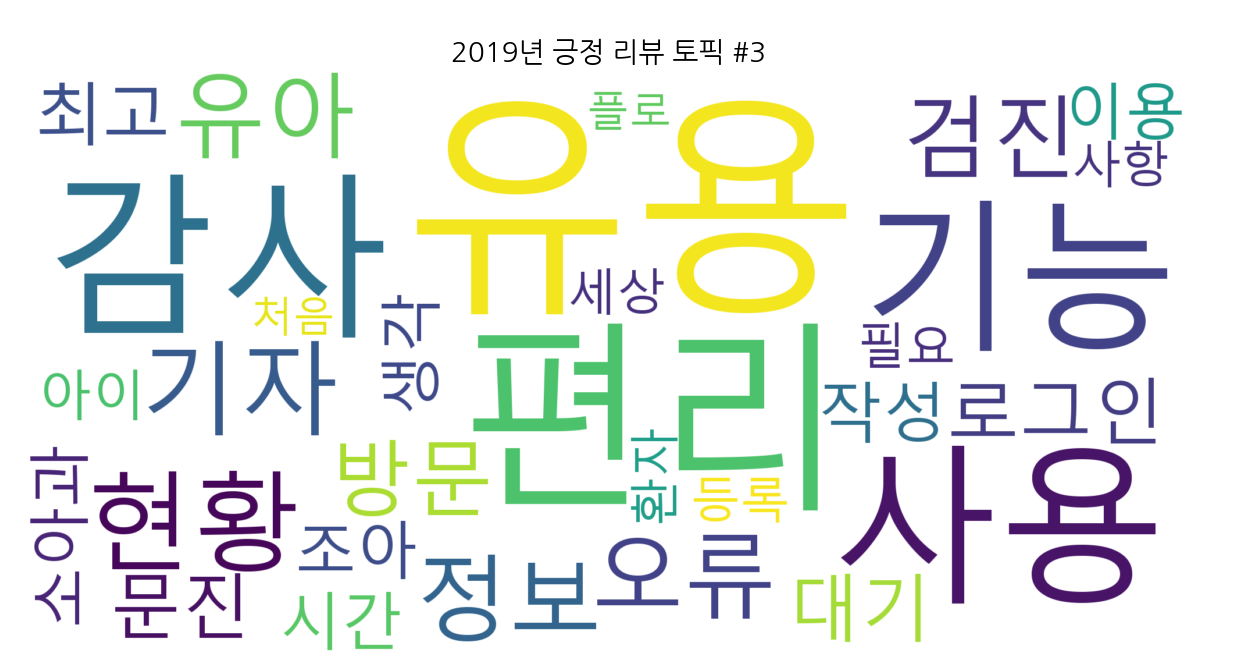 2019년 긍정 리뷰 토픽 #3
최고
유아
유용
플로
검진
이용
사항
감사
기능
세상
처음
생각
편리
필요
기자
아이
작성
로그인
방문
환자
등록
사용
소아과
현황
조아
정보
오류
문진
시간
대기